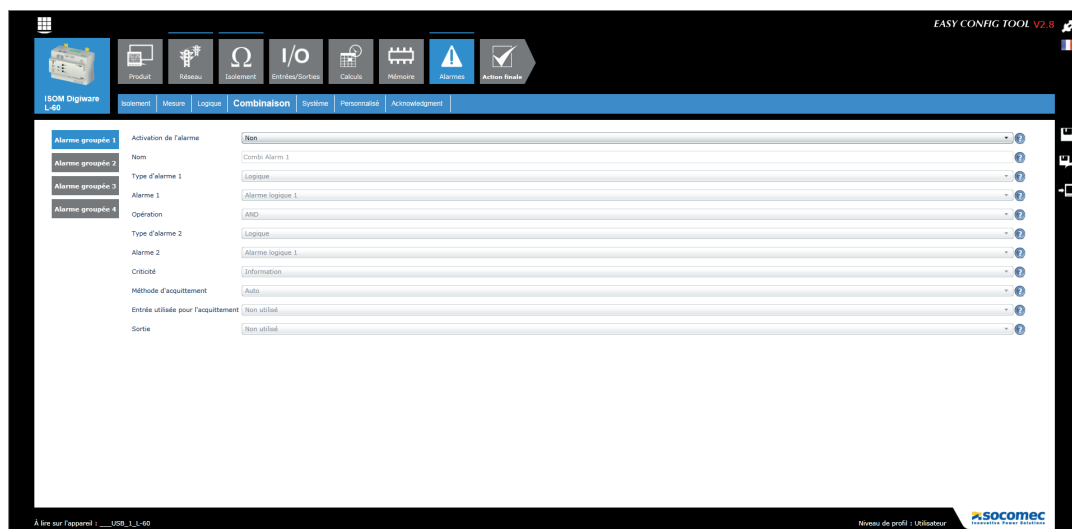 EASY CONFIG TOOL V2.8
Produit
Réseau
Ω
Isolement
I/O
Entrées/Sorties
Calculs
Mémoire
Alarmes
Action finale
ISOM Digiware
L-60
Isolement Mesure Logique Combinaison Système Personnalisé Acknowledgment
Alarme groupée 1
Alarme groupée 2
Alarme groupée 3
Alarme groupée 4
Activation de l'alarme Non ?
Nom Combi Alarm 1 ?
Type d'alarme 1 Logique ?
Alarme 1 Alarme logique 1 ?
Opération AND ?
Type d'alarme 2 Logique ?
Alarme 2 Alarme logique 1 ?
Criticité Information ?
Méthode d'acquittement Auto ?
Entrée utilisée pour l'acquittement Non utilisé ?
Sortie Non utilisé ?
À lire sur l'appareil : ___USB_1_L-60
Niveau de profil : Utilisateur
socomec
Innovative Power Solutions